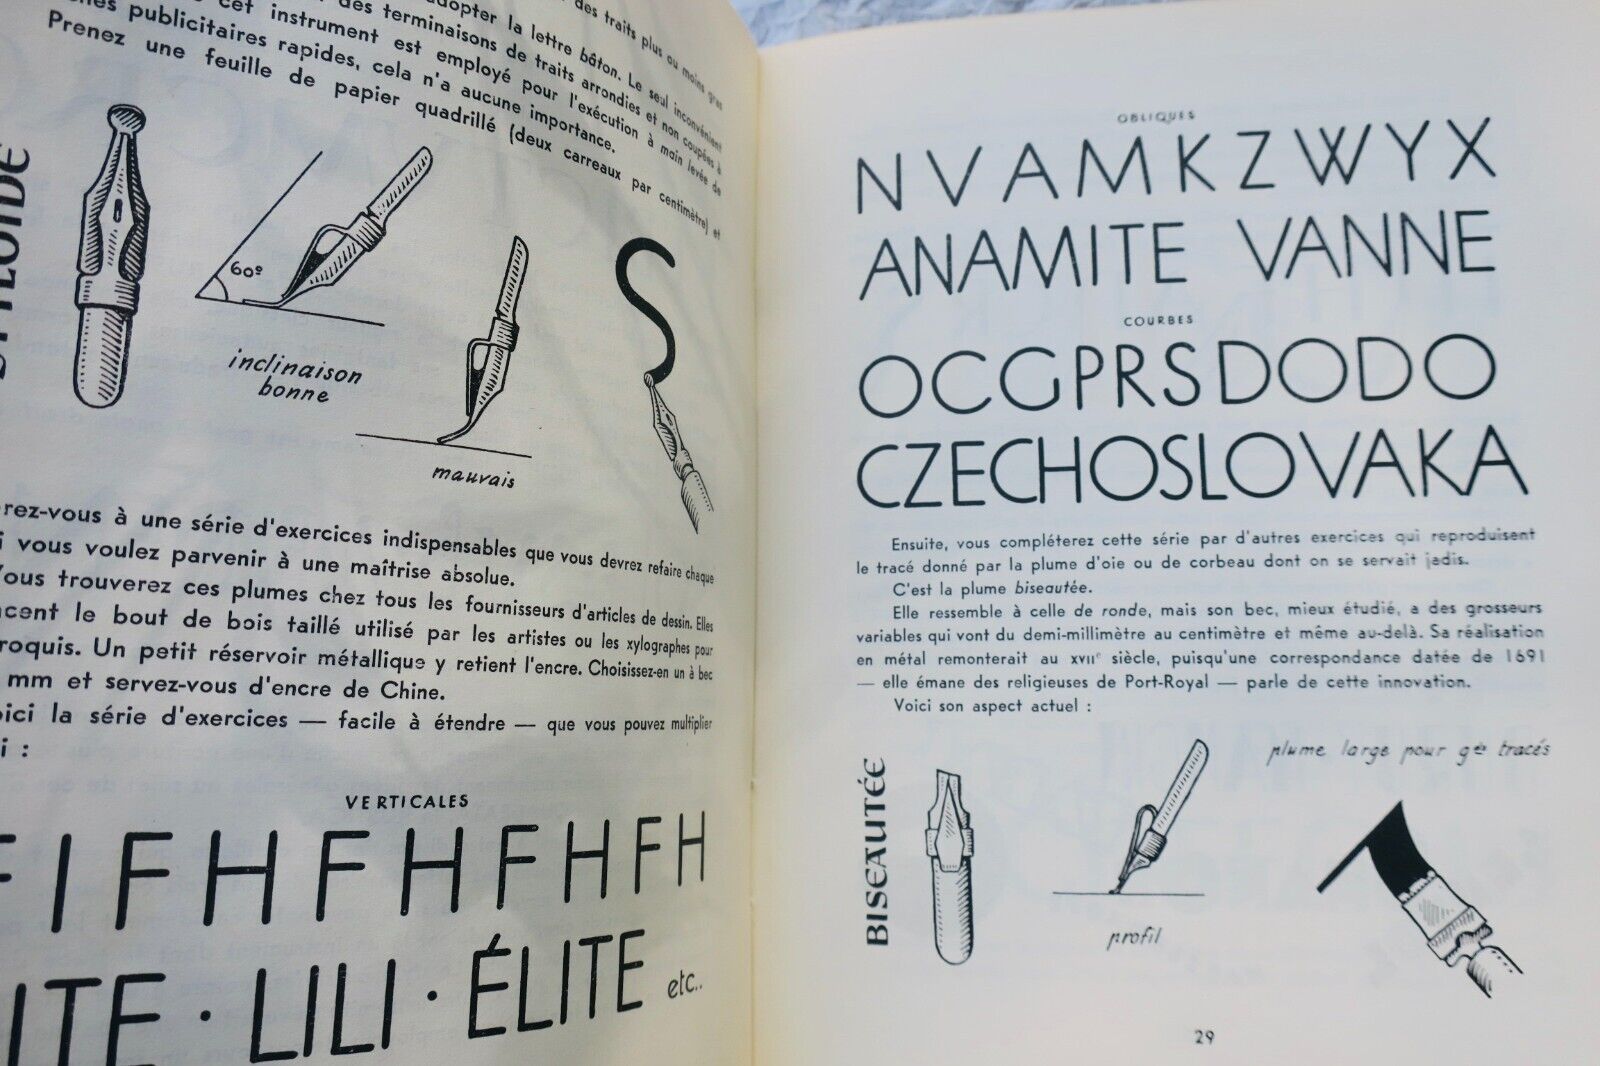 des traits plus ou moins gras
adopter la lettre bâton. Le seul inconvénient
des terminaisons de traits arrondies et non coupées à
cet instrument est employé pour l'exécution à main levée de
publicitaires rapides, cela n'a aucune importance.
Prenez une feuille de papier quadrillé (deux carreaux par centimètre) et
60º
inclinaison
bonne
mauvais
vous à une série d'exercices indispensables que vous devrez refaire chaque
vous voulez parvenir à une maîtrise absolue.
Vous trouverez ces plumes chez tous les fournisseurs d'articles de dessin. Elles
le bout de bois taillé utilisé par les artistes ou les xylographes pour
croquis. Un petit réservoir métallique y retient l'encre. Choisissez-en un à bec
mm et servez-vous d'encre de Chine.
la série d'exercices — facile à étendre — que vous pouvez multiplier
:
VERTICALES
F I F H F H F H F H
ITE · LILI · ÉLITE etc..
OBLIQUES
N V A M K Z W Y X
ANAMITE VANNE
COURBES
OCGPRSDODO
CZECHOSLOVAKA
Ensuite, vous compléterez cette série par d'autres exercices qui reproduisent
le tracé donné par la plume d'oie ou de corbeau dont on se servait jadis.
C'est la plume biseautée.
Elle ressemble à celle de ronde, mais son bec, mieux étudié, a des grosseurs
variables qui vont du demi-millimètre au centimètre et même au-delà. Sa réalisation
en métal remonterait au XVIIe siècle, puisqu'une correspondance datée de 1691
— elle émane des religieuses de Port-Royal — parle de cette innovation.
Voici son aspect actuel :
BISEAUTÉE
profil
plume large pour gds tracés
29